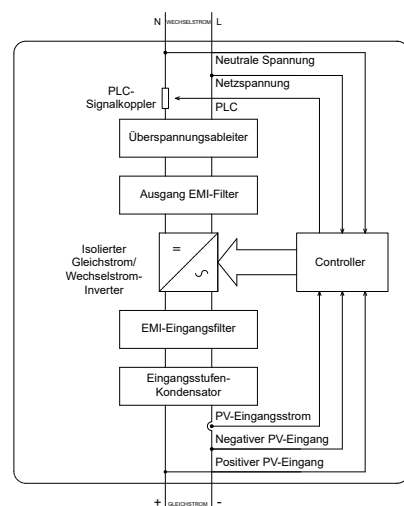 N WECHSELSTROM L
Neutrale Spannung
Netzspannung
PLC-
Signalkoppler
PLC
Überspannungsableiter
Ausgang EMI-Filter
Isolierter
Gleichstrom/
Wechselstrom-
Inverter
=
∿
Controller
EMI-Eingangsfilter
Eingangsstufen-
Kondensator
PV-Eingangsstrom
Negativer PV-Eingang
Positiver PV-Eingang
+ GLEICHSTROM -